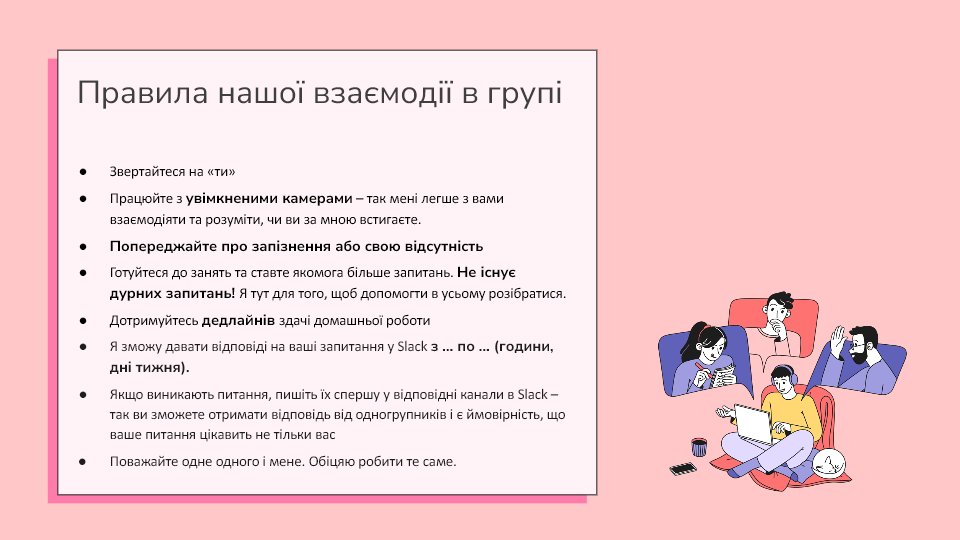 Правила нашої взаємодії в групі
● Звертайтеся на «ти»
● Працюйте з увімкненими камерами – так мені легше з вами
взаємодіяти та розуміти, чи ви за мною встигаєте.
● Попереджайте про запізнення або свою відсутність
● Готуйтеся до занять та ставте якомога більше запитань. Не існує
дурних запитань! Я тут для того, щоб допомогти в усьому розібратися.
● Дотримуйтесь дедлайнів здачі домашньої роботи
● Я зможу давати відповіді на ваші запитання у Slack з ... по ... (години,
дні тижня).
● Якщо виникають питання, пишіть їх спершу у відповідні канали в Slack –
так ви зможете отримати відповідь від одногрупників і є ймовірність, що
ваше питання цікавить не тільки вас
● Поважайте одне одного і мене. Обіцяю робити те саме.